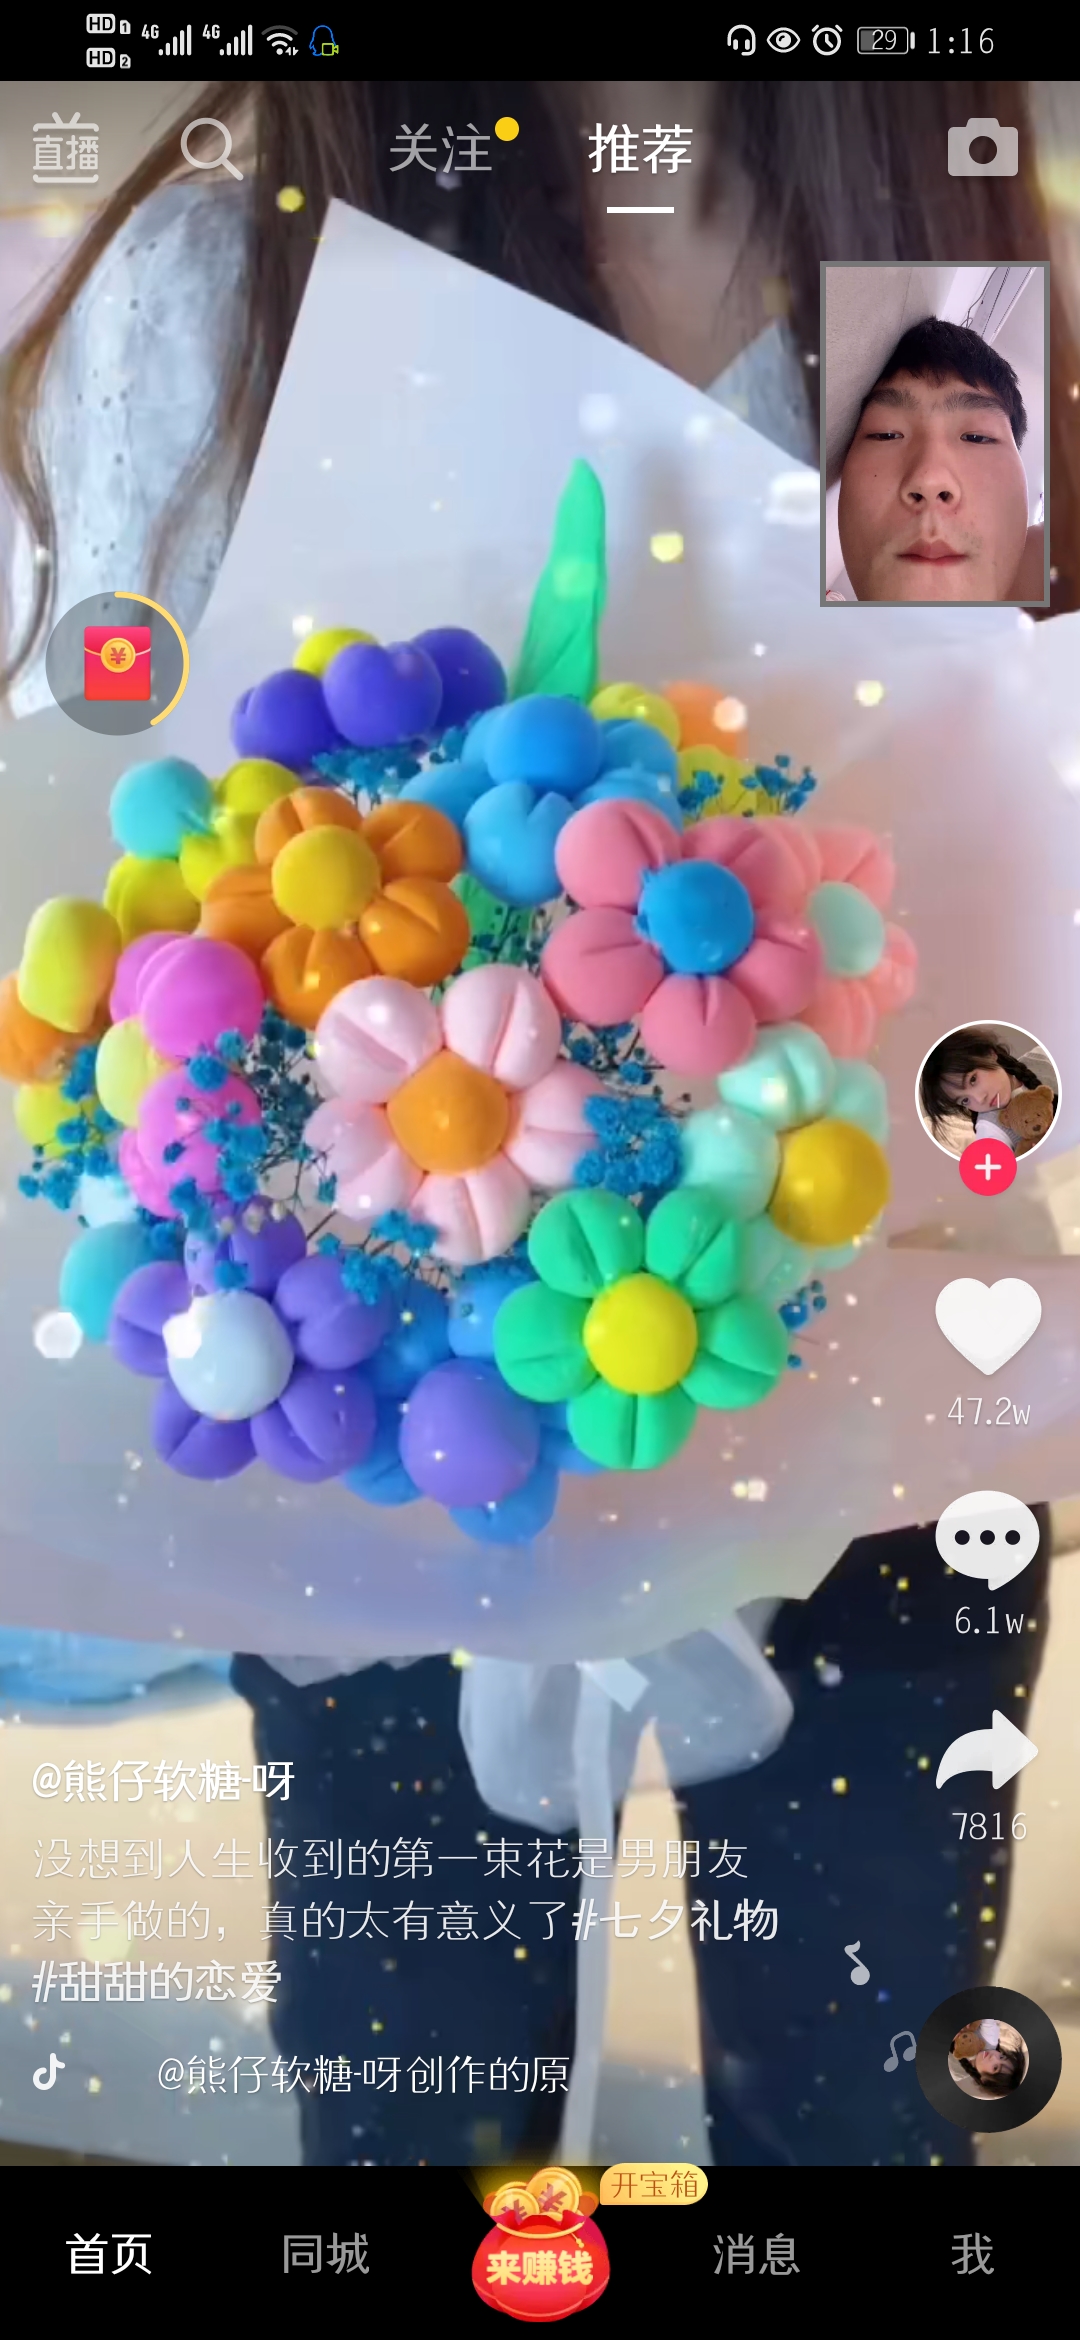 HD 1 4G 4G 29 1:16
HD 2
直播 关注 推荐
47.2w
6.1w
7816
@熊仔软糖-呀
没想到人生收到的第一束花是男朋友
亲手做的，真的太有意义了#七夕礼物
#甜甜的恋爱
@熊仔软糖-呀创作的原
开宝箱
首页 同城 来赚钱 消息 我